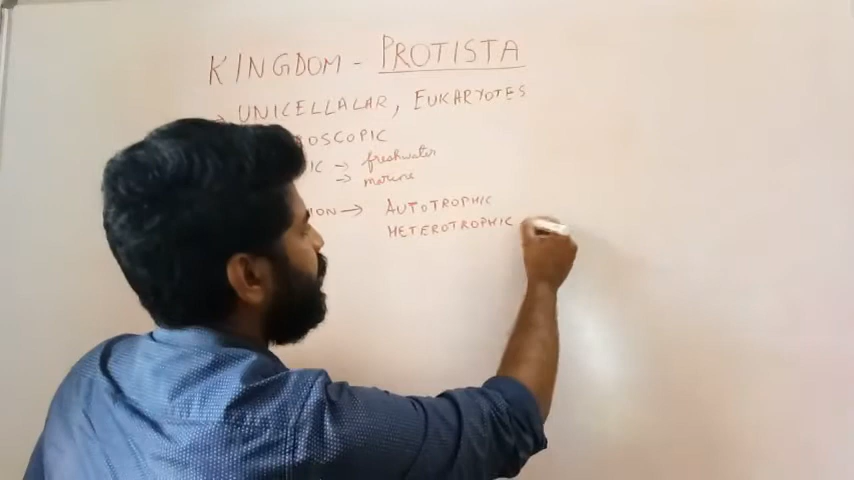 KINGDOM - PROTISTA
UNICELLALAR, EUKARYOTES
OSCOPIC
IC → freshwater
→ marine
ION → AUTOTROPHIC
HETEROTROPHIC